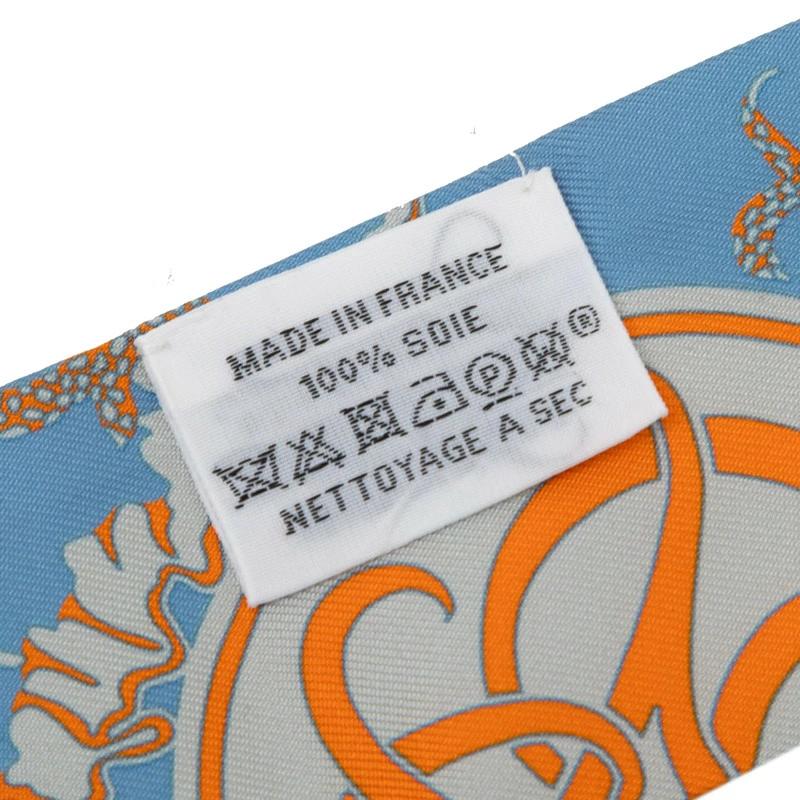 MADE IN FRANCE
100% SOIE
P ®
NETTOYAGE A SEC